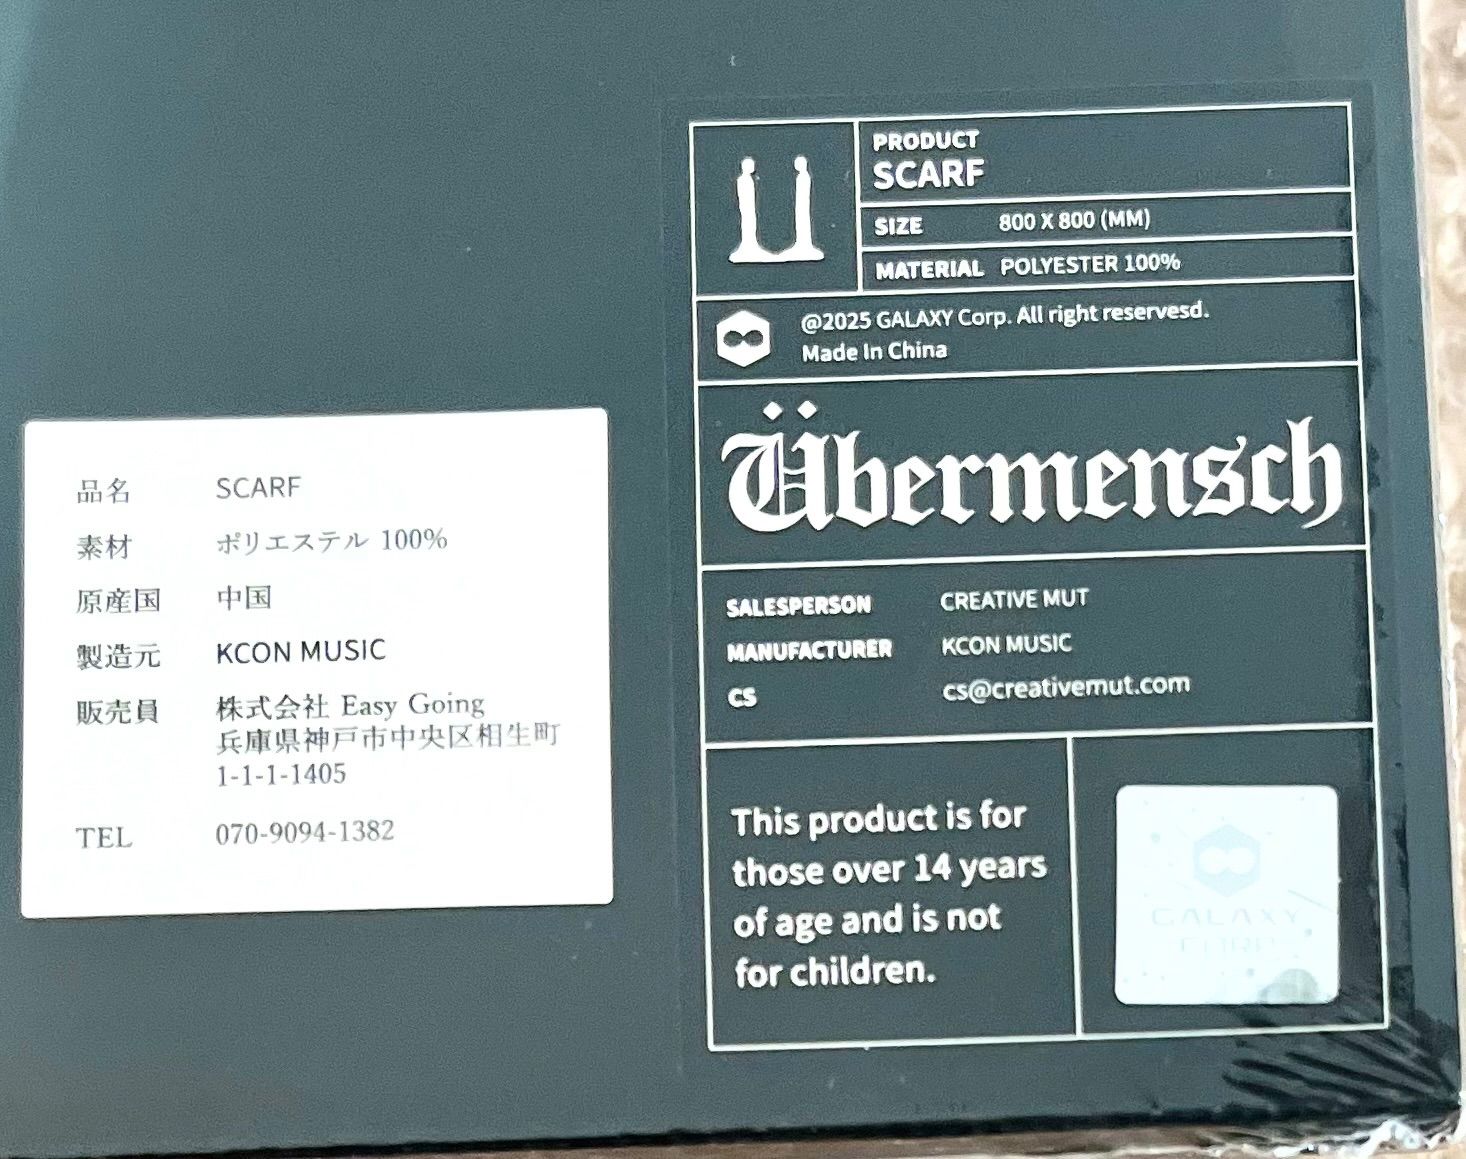 品名 SCARF
素材 ポリエステル 100%
原産国 中国
製造元 KCON MUSIC
販売員 株式会社 Easy Going
兵庫県神戸市中央区相生町
1-1-1-1405
TEL 070-9094-1382
PRODUCT
SCARF
SIZE 800 X 800 (MM)
MATERIAL POLYESTER 100%
@2025 GALAXY Corp. All right reservesd.
Made In China
Übermensch
SALESPERSON CREATIVE MUT
MANUFACTURER KCON MUSIC
CS cs@creativemut.com
This product is for
those over 14 years
of age and is not
for children.
GALAXY
CORP